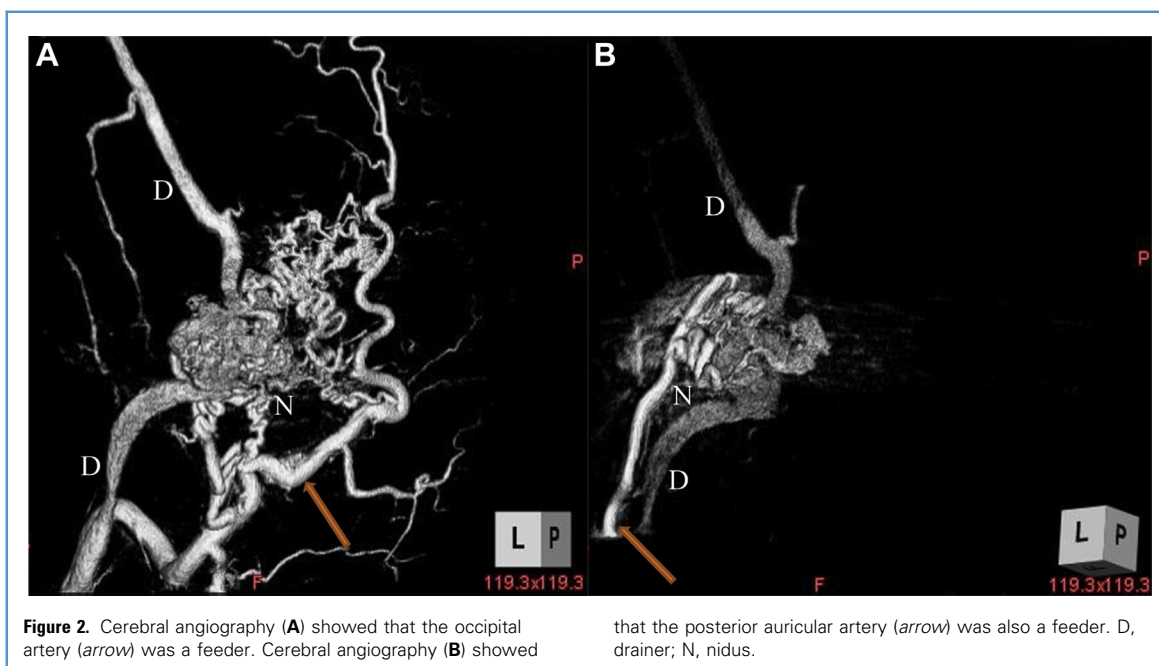 A
D
P
D
N
L P
F
119.3x119.3
B
D
P
N
D
L P
F
F
119.3x119.3
Figure 2. Cerebral angiography (A) showed that the occipital
artery (arrow) was a feeder. Cerebral angiography (B) showed
that the posterior auricular artery (arrow) was also a feeder. D,
drainer; N, nidus.